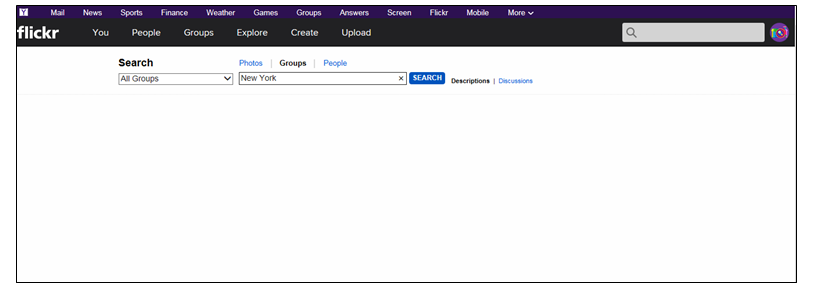 Y Mail News Sports Finance Weather Games Groups Answers Screen Flickr Mobile More
flickr You People Groups Explore Create Upload
Search Photos | Groups | People
All Groups New York × SEARCH Descriptions | Discussions